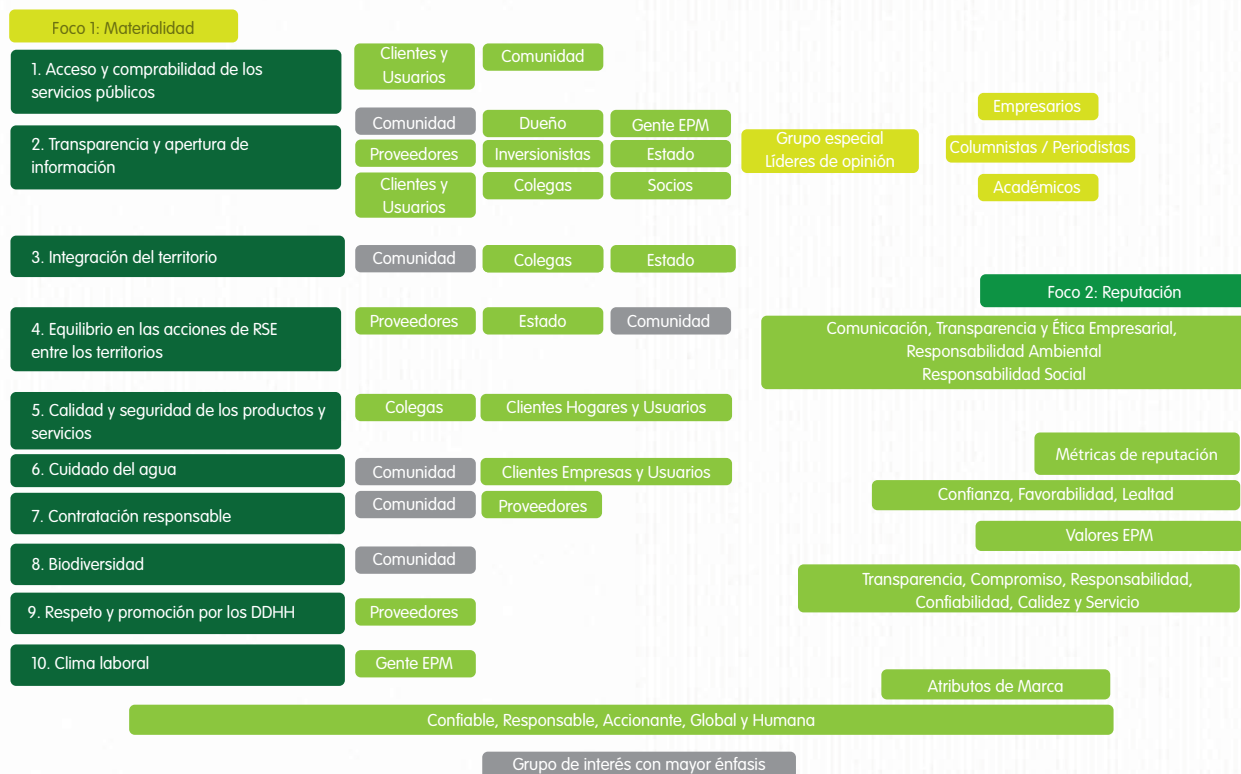 Foco 1: Materialidad
1. Acceso y comprabilidad de los
servicios públicos
Clientes y
Usuarios
Comunidad
2. Transparencia y apertura de
información
Comunidad
Dueño
Gente EPM
Proveedores
Inversionistas
Estado
Clientes y
Usuarios
Colegas
Socios
Grupo especial
Líderes de opinión
Empresarios
Columnistas / Periodistas
Académicos
3. Integración del territorio
Comunidad
Colegas
Estado
4. Equilibrio en las acciones de RSE
entre los territorios
Proveedores
Estado
Comunidad
5. Calidad y seguridad de los productos y
servicios
Colegas
Clientes Hogares y Usuarios
6. Cuidado del agua
Comunidad
Clientes Empresas y Usuarios
7. Contratación responsable
Comunidad
Proveedores
8. Biodiversidad
Comunidad
9. Respeto y promoción por los DDHH
Proveedores
10. Clima laboral
Gente EPM
Foco 2: Reputación
Comunicación, Transparencia y Ética Empresarial,
Responsabilidad Ambiental
Responsabilidad Social
Métricas de reputación
Confianza, Favorabilidad, Lealtad
Valores EPM
Transparencia, Compromiso, Responsabilidad,
Confiabilidad, Calidez y Servicio
Atributos de Marca
Confiable, Responsable, Accionante, Global y Humana
Grupo de interés con mayor énfasis